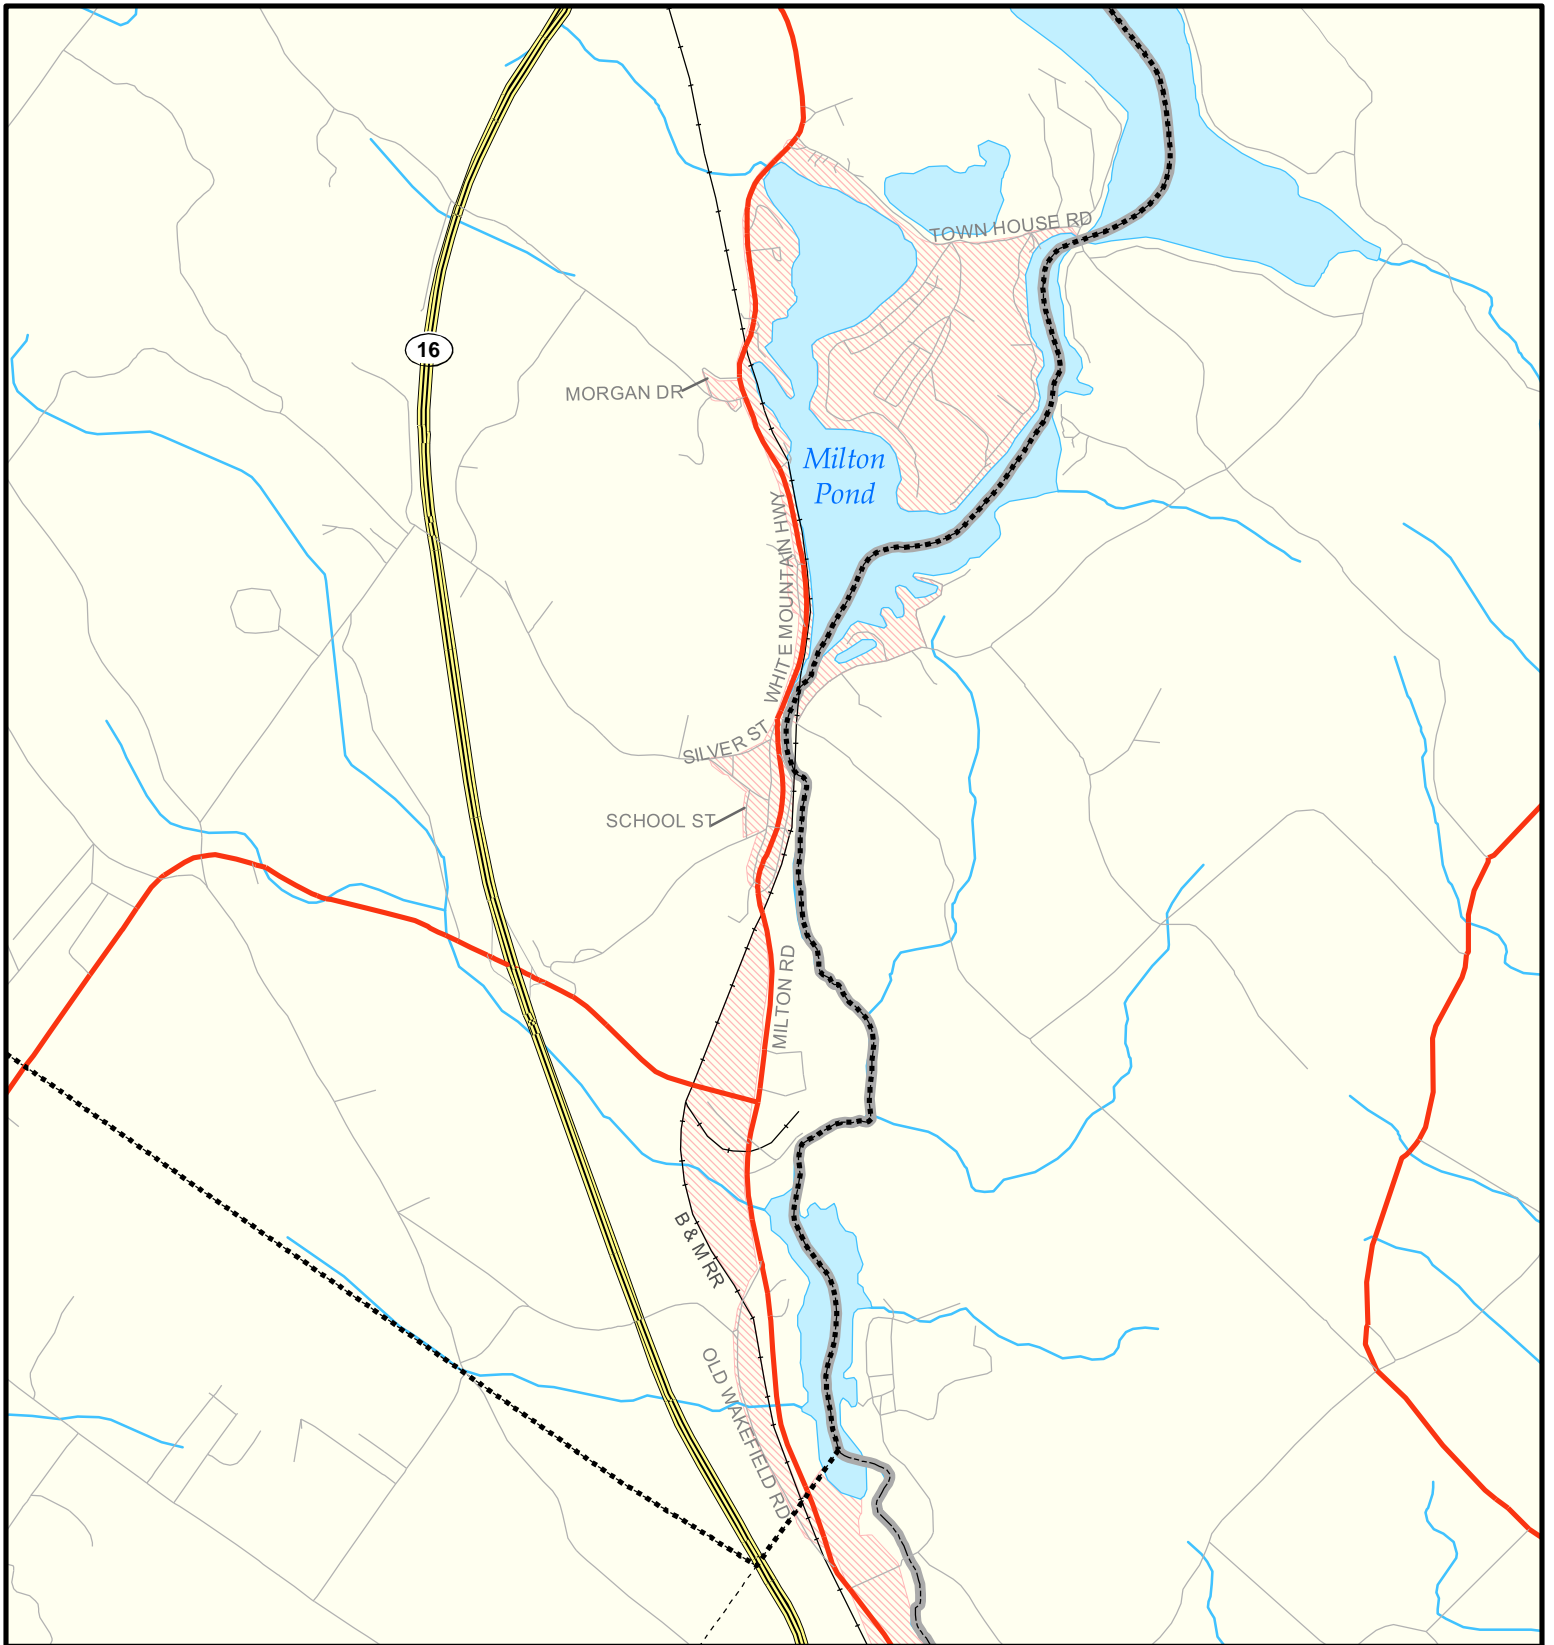 TOWN HOUSE RD
16
MORGAN DR
Milton
Pond
WHITE MOUNTAIN HWY
SILVER ST
SCHOOL ST
MILTON RD
B & M RR
OLD WAKEFIELD RD